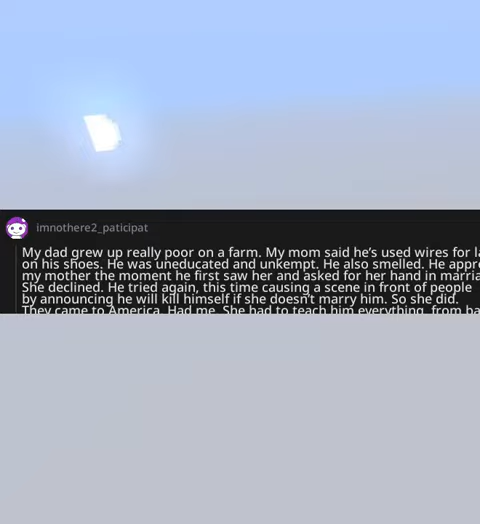 imnothere2_paticipat
My dad grew up really poor on a farm. My mom said he's used wires for
on his shoes. He was uneducated and unkempt. He also smelled. He
my mother the moment he first saw her and asked for her hand in
She declined. He tried again, this time causing a scene in front of people
by announcing he will kill himself if she doesn't marry him. So she did.
They came to America. Had me. She had to teach him everything, from